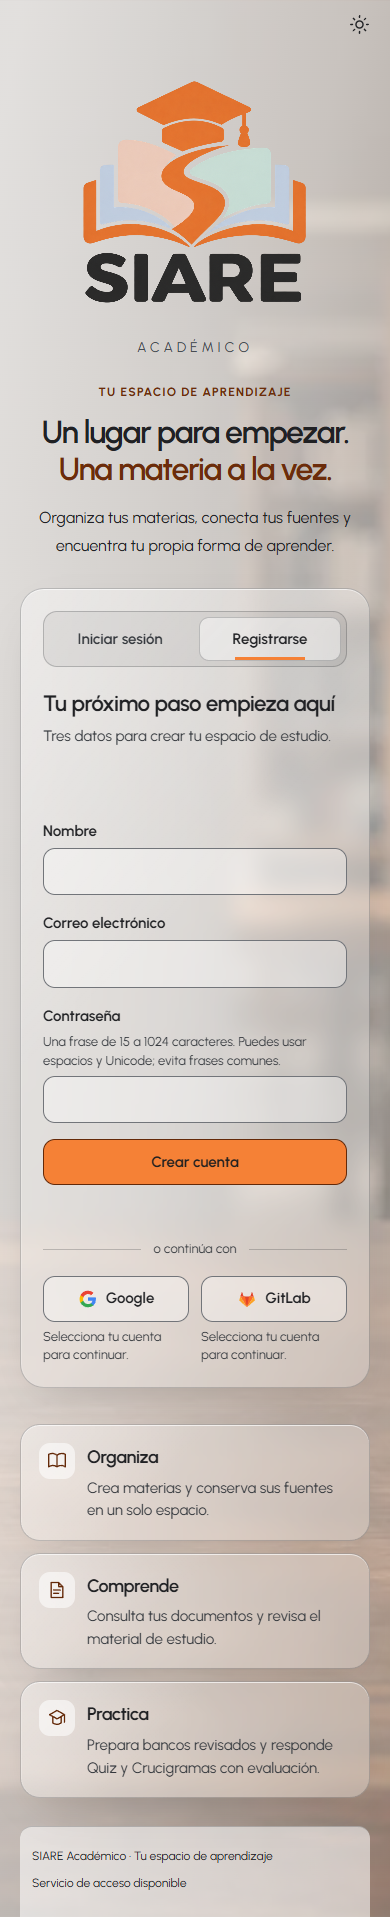 SIARE
ACADÉMICO
TU ESPACIO DE APRENDIZAJE
Un lugar para empezar.
Una materia a la vez.
Organiza tus materias, conecta tus fuentes y
encuentra tu propia forma de aprender.
Iniciar sesión
Registrarse
Tu próximo paso empieza aquí
Tres datos para crear tu espacio de estudio.
Nombre
Correo electrónico
Contraseña
Una frase de 15 a 1024 caracteres. Puedes usar
espacios y Unicode; evita frases comunes.
Crear cuenta
o continúa con
Google
GitLab
Selecciona tu cuenta
para continuar.
Selecciona tu cuenta
para continuar.
Organiza
Crea materias y conserva sus fuentes
en un solo espacio.
Comprende
Consulta tus documentos y revisa el
material de estudio.
Practica
Prepara bancos revisados y responde
Quiz y Crucigramas con evaluación.
SIARE Académico · Tu espacio de aprendizaje
Servicio de acceso disponible